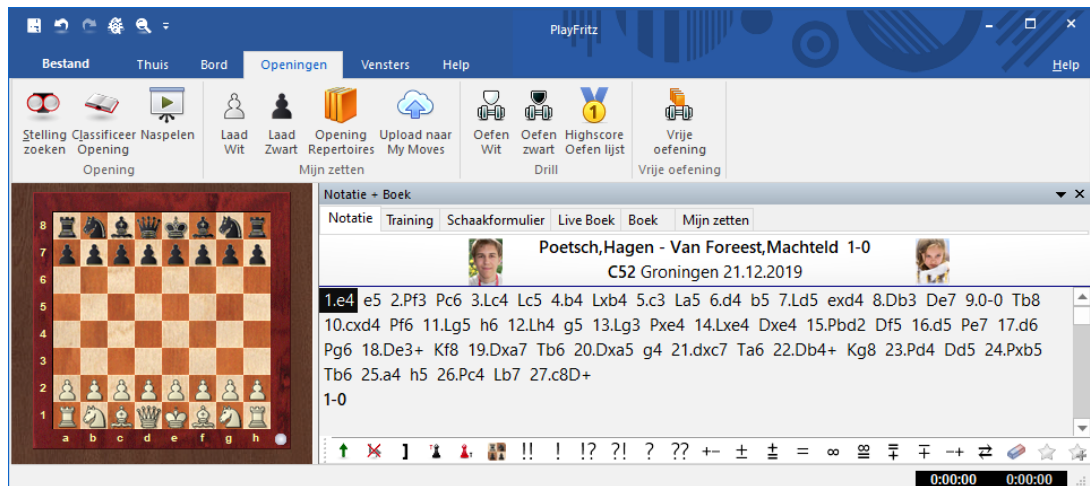 PlayFritz
Bestand Thuis Bord Openingen Vensters Help Help
Stelling zoeken Classificeer Opening Naspelen Laad Wit Laad Zwart Opening Repertoires Upload naar My Moves Oefen Wit Oefen zwart 1 Highscore Oefen lijst Vrije oefening
Opening Mijn zetten Drill Vrije oefening
Notatie + Boek
Notatie Training Schaakformulier Live Boek Boek Mijn zetten
Poetsch,Hagen - Van Foreest,Machteld 1-0
C52 Groningen 21.12.2019
1.e4 e5 2.Pf3 Pc6 3.Lc4 Lc5 4.b4 Lxb4 5.c3 La5 6.d4 b5 7.Ld5 exd4 8.Db3 De7 9.0-0 Tb8
10.cxd4 Pf6 11.Lg5 h6 12.Lh4 g5 13.Lg3 Pxe4 14.Lxe4 Dxe4 15.Pbd2 Df5 16.d5 Pe7 17.d6
Pg6 18.De3+ Kf8 19.Dxa7 Tb6 20.Dxa5 g4 21.dxc7 Ta6 22.Db4+ Kg8 23.Pd4 Dd5 24.Pxb5
Tb6 25.a4 h5 26.Pc4 Lb7 27.c8D+
1-0
8
7
6
5
4
3
2
1
a b c d e f g h
] !! ! !? ?! ? ?? +- ± ⩲ = ∞ ⯹ ∓ ⩱ -+ ⇄
0:00:00 0:00:00